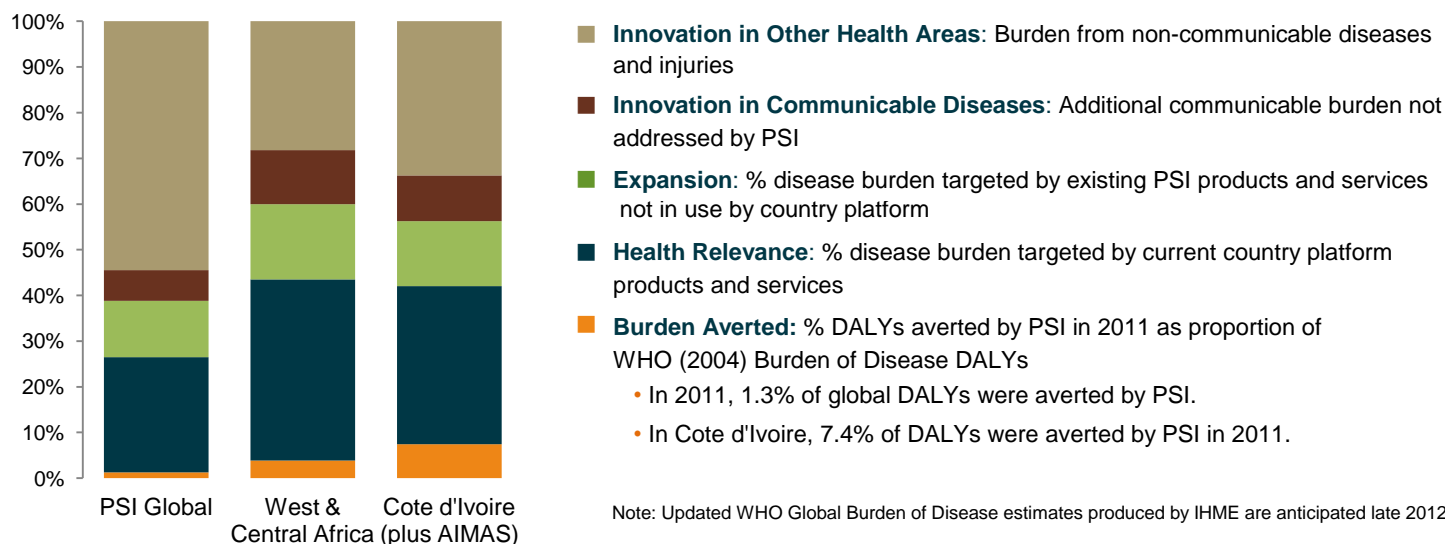 100%
90%
80%
70%
60%
50%
40%
30%
20%
10%
0%
PSI Global
West &
Central Africa
Cote d'Ivoire
(plus AIMAS)
Innovation in Other Health Areas: Burden from non-communicable diseases
and injuries
Innovation in Communicable Diseases: Additional communicable burden not
addressed by PSI
Expansion: % disease burden targeted by existing PSI products and services
not in use by country platform
Health Relevance: % disease burden targeted by current country platform
products and services
Burden Averted: % DALYs averted by PSI in 2011 as proportion of
WHO (2004) Burden of Disease DALYs
• In 2011, 1.3% of global DALYs were averted by PSI.
• In Cote d'Ivoire, 7.4% of DALYs were averted by PSI in 2011.
Note: Updated WHO Global Burden of Disease estimates produced by IHME are anticipated late 2012